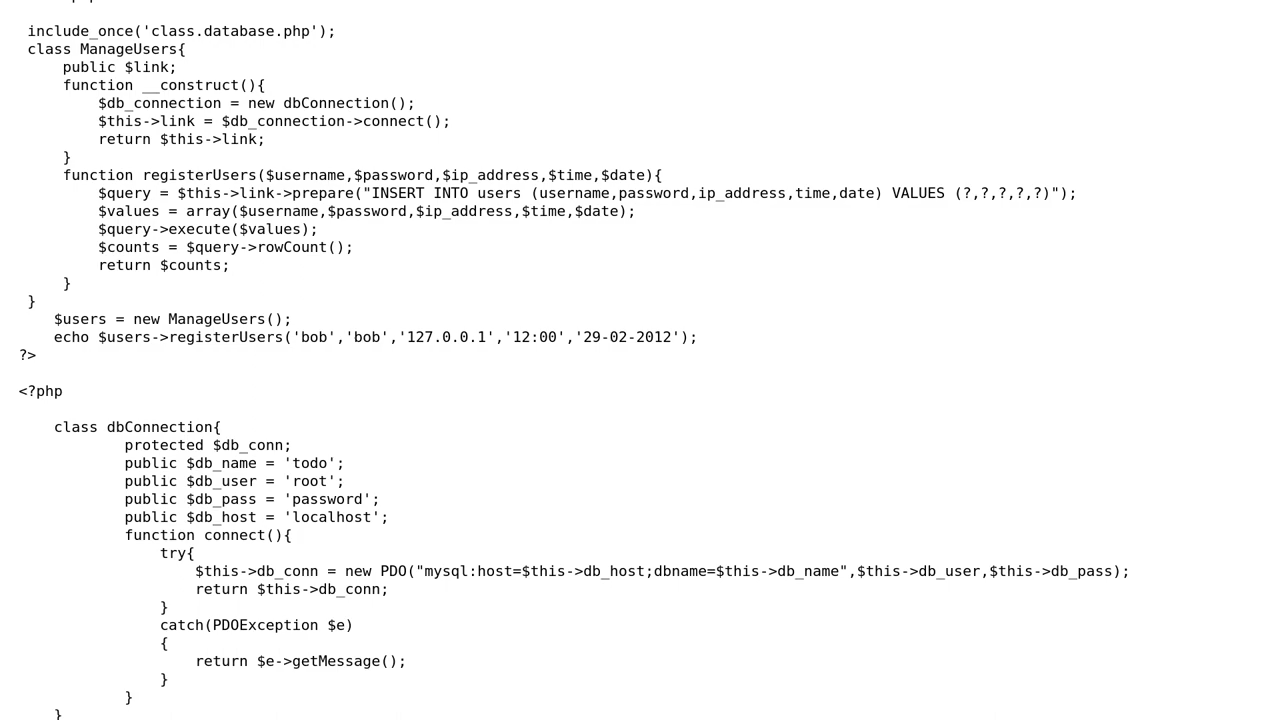 include_once('class.database.php');
class ManageUsers{
public $link;
function __construct(){
$db_connection = new dbConnection();
$this->link = $db_connection->connect();
return $this->link;
}
function registerUsers($username,$password,$ip_address,$time,$date){
$query = $this->link->prepare("INSERT INTO users (username,password,ip_address,time,date) VALUES (?,?,?,?,?)");
$values = array($username,$password,$ip_address,$time,$date);
$query->execute($values);
$counts = $query->rowCount();
return $counts;
}
}
$users = new ManageUsers();
echo $users->registerUsers('bob','bob','127.0.0.1','12:00','29-02-2012');
?>
<?php
class dbConnection{
protected $db_conn;
public $db_name = 'todo';
public $db_user = 'root';
public $db_pass = 'password';
public $db_host = 'localhost';
function connect(){
try{
$this->db_conn = new PDO("mysql:host=$this->db_host;dbname=$this->db_name",$this->db_user,$this->db_pass);
return $this->db_conn;
}
catch(PDOException $e)
{
return $e->getMessage();
}
}
}